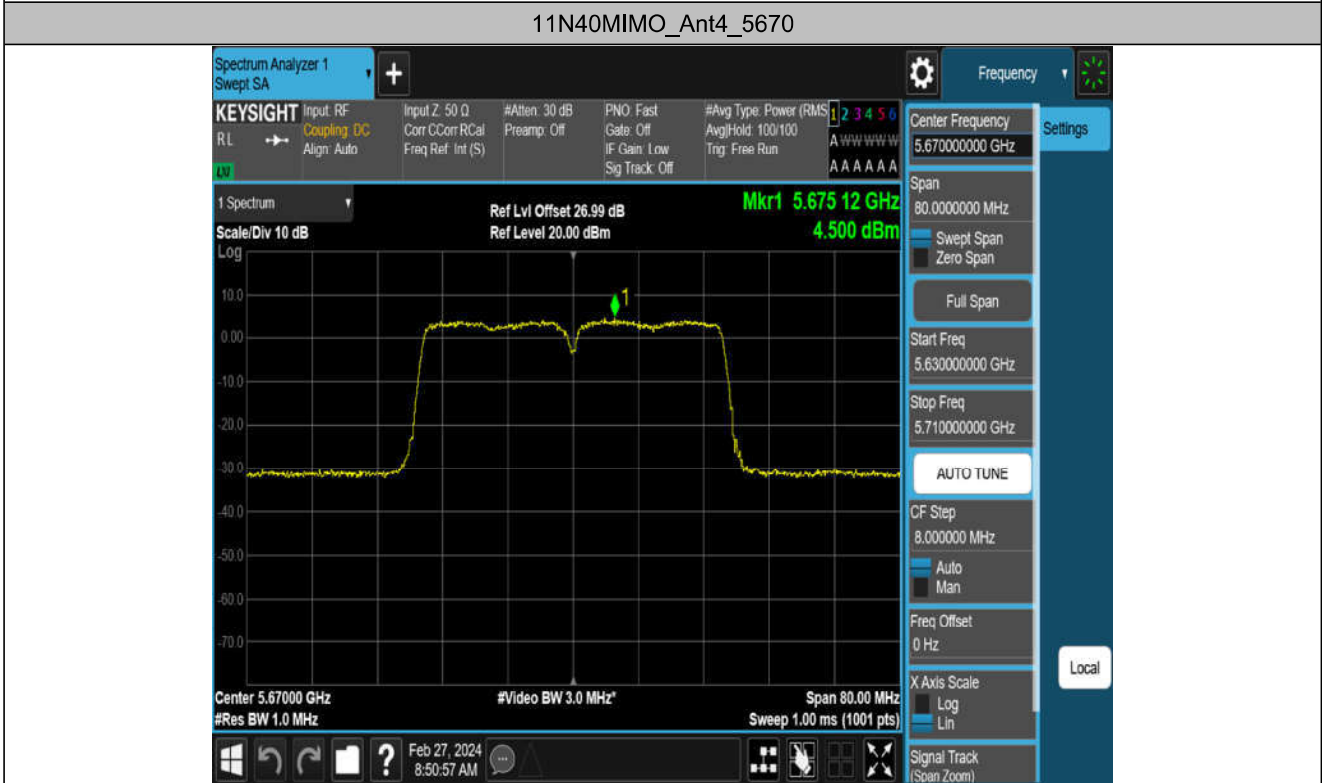 11N40MIMO_Ant4_5670
Spectrum Analyzer 1
Swept SA
Frequency
KEYSIGHT
RL
LXI
Input: RF
Coupling: DC
Align: Auto
Input Z: 50 Ω
Corr CCorr RCal
Freq Ref: Int (S)
#Atten: 30 dB
Preamp: Off
PNO: Fast
Gate: Off
IF Gain: Low
Sig Track: Off
#Avg Type: Power (RMS
Avg|Hold: 100/100
Trig: Free Run
1 2 3 4 5 6
A W W W W W
A A A A A A
1 Spectrum
Scale/Div 10 dB
Log
Ref Lvl Offset 26.99 dB
Ref Level 20.00 dBm
Mkr1 5.675 12 GHz
4.500 dBm
1
10.0
0.00
-10.0
-20.0
-30.0
-40.0
-50.0
-60.0
-70.0
Center 5.67000 GHz
#Video BW 3.0 MHz*
Span 80.00 MHz
#Res BW 1.0 MHz
Sweep 1.00 ms (1001 pts)
?
Feb 27, 2024
8:50:57 AM
Center Frequency
5.670000000 GHz
Settings
Span
80.0000000 MHz
Swept Span
Zero Span
Full Span
Start Freq
5.630000000 GHz
Stop Freq
5.710000000 GHz
AUTO TUNE
CF Step
8.000000 MHz
Auto
Man
Freq Offset
0 Hz
X Axis Scale
Log
Lin
Local
Signal Track
(Span Zoom)